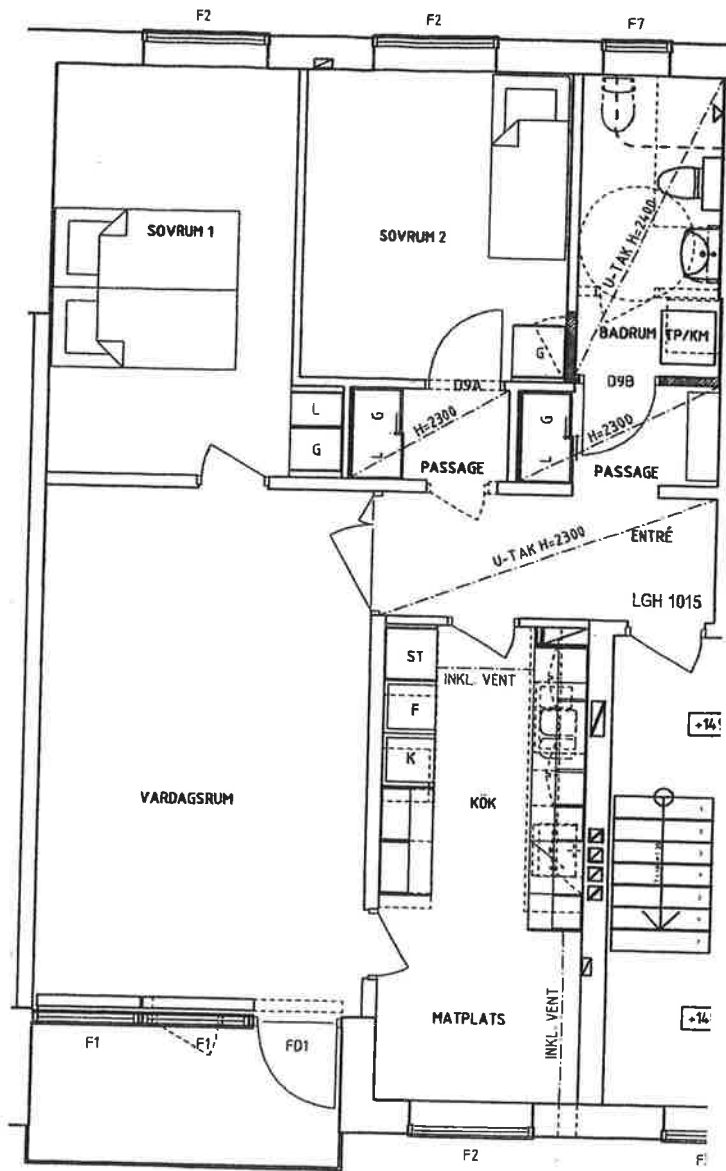 F2
F2
F7
SOVRUM 1
SOVRUM 2
U-TAK H=2400
BADRUM
TP/KM
G
D9A
D9B
L
G
G
L
H=2300
PASSAGE
G
L
H=2300
PASSAGE
U-TAK H=2300
ENTRÉ
LGH 1015
ST
INKL. VENT
F
K
KÖK
VARDAGSRUM
MATPLATS
INKL. VENT
F1
F1
FD1
F2